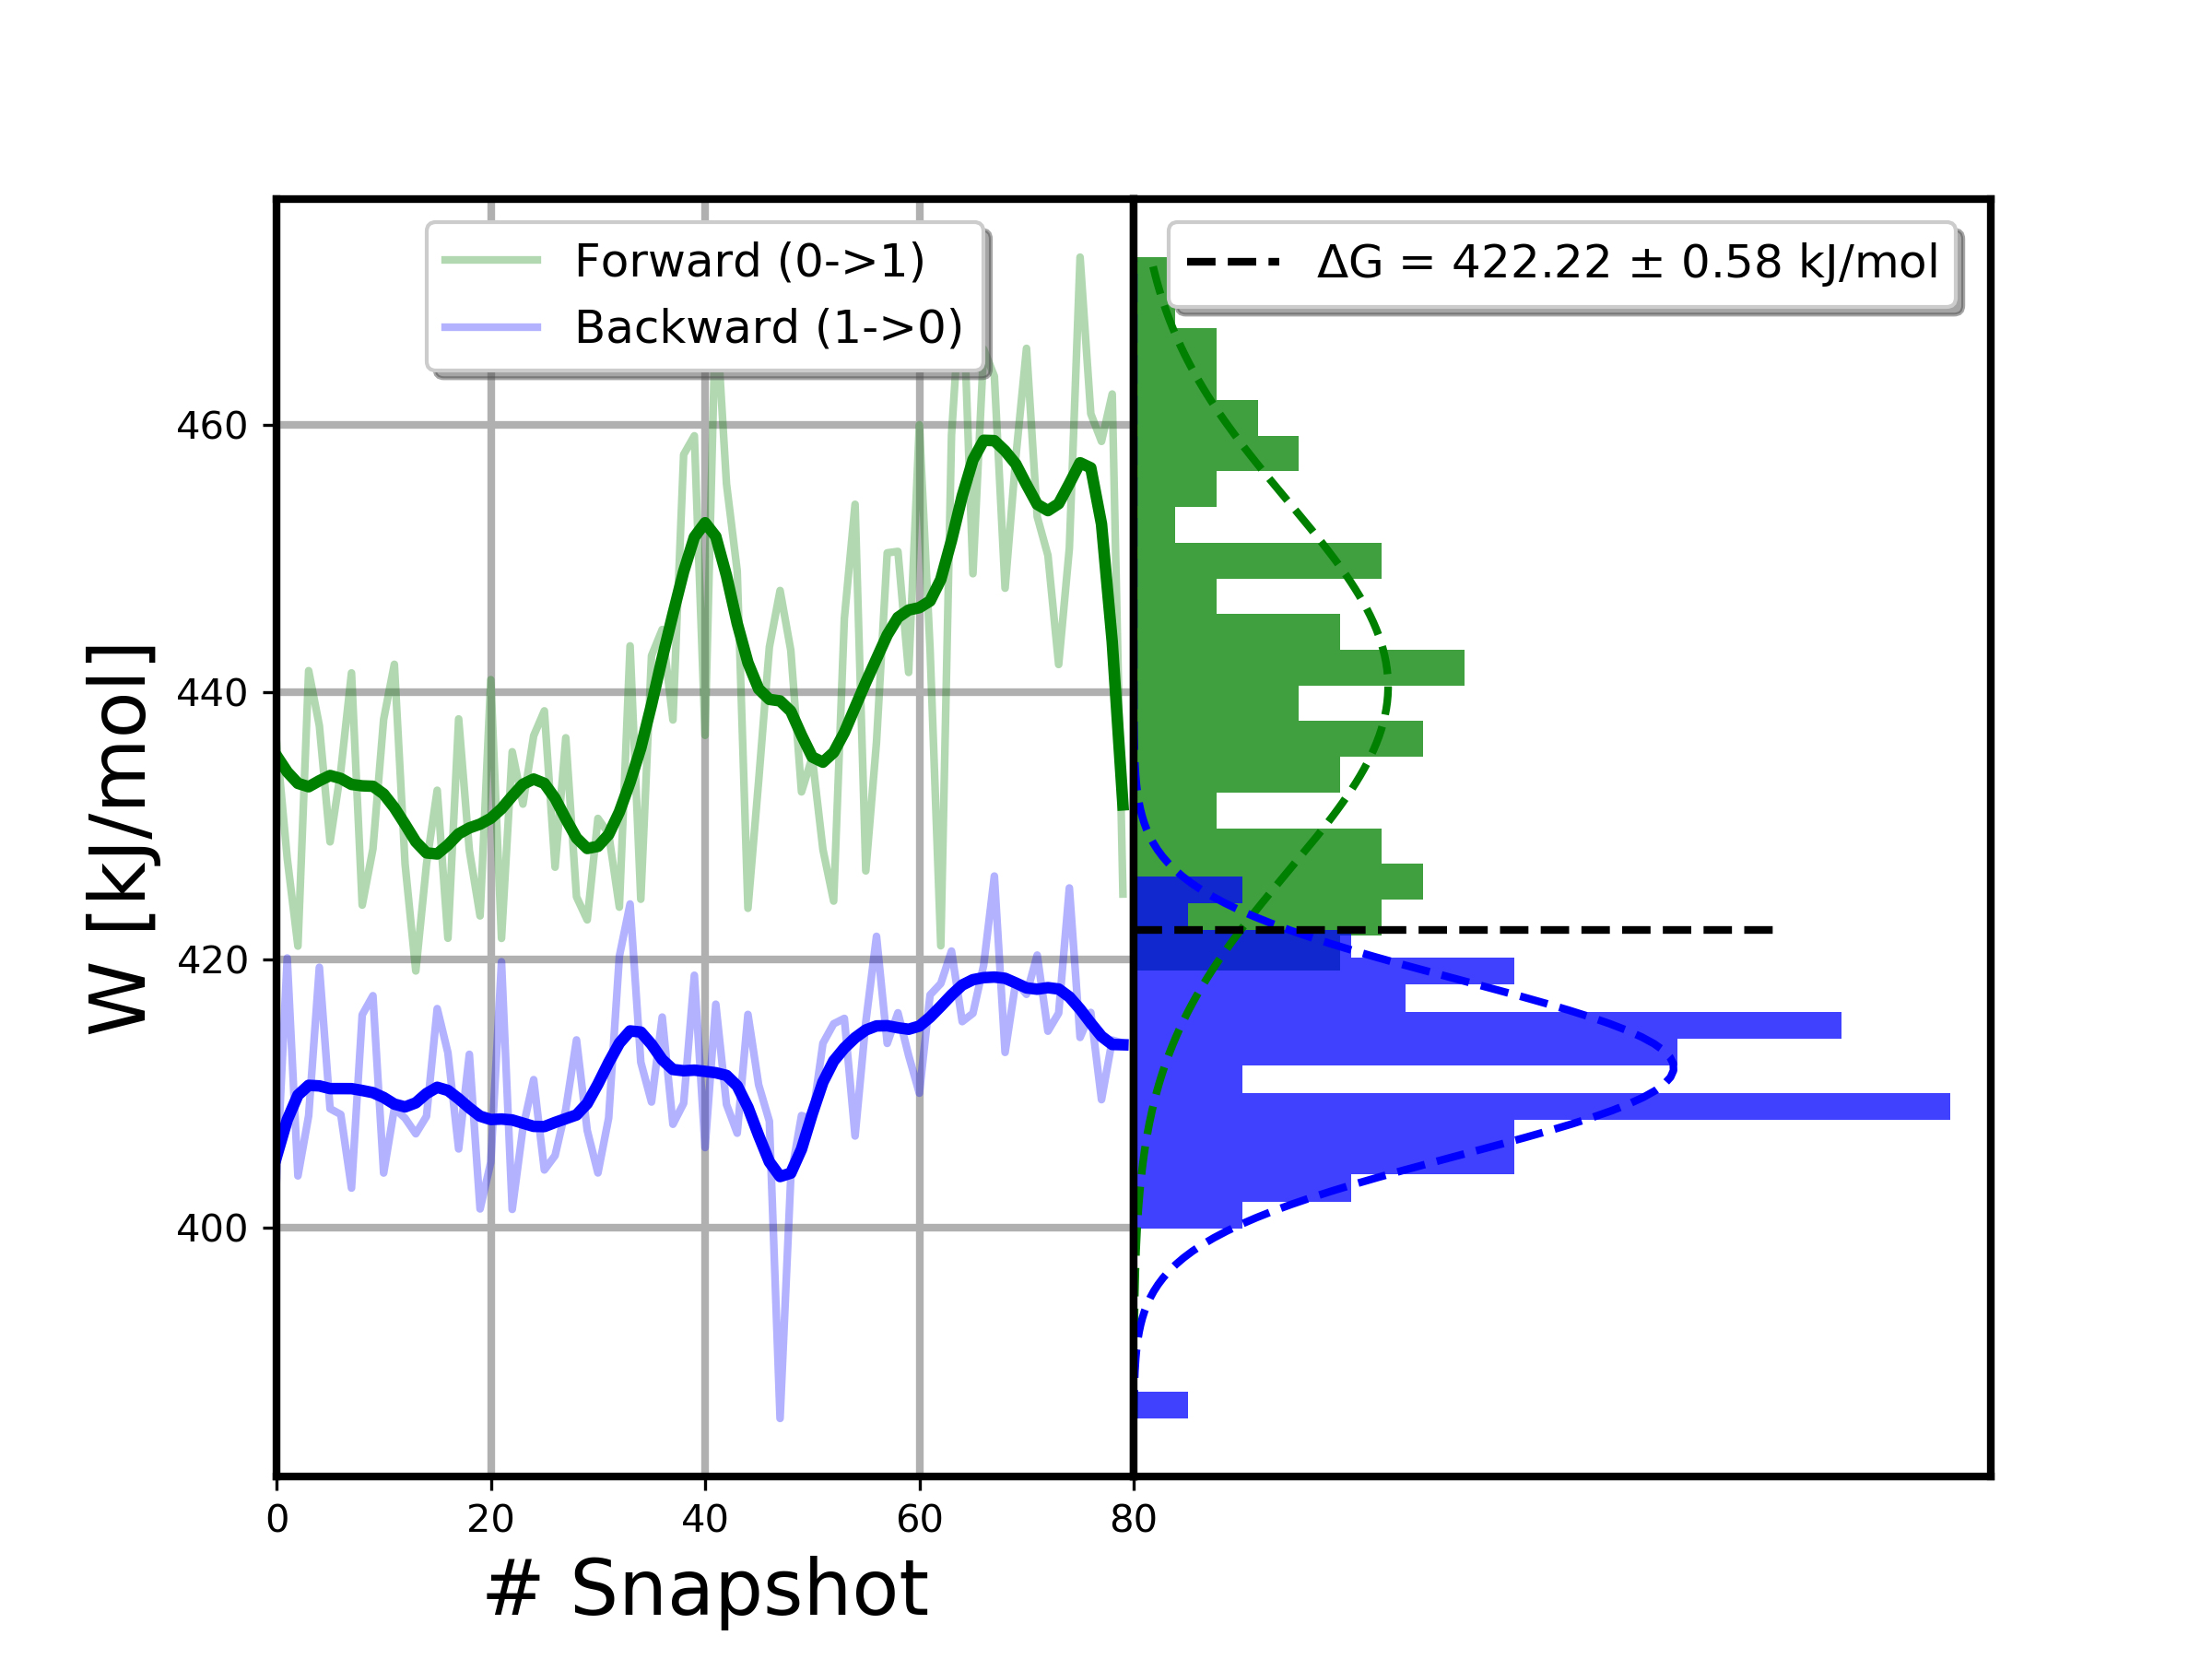 Forward (0->1)
Backward (1->0)
ΔG = 422.22 ± 0.58 kJ/mol
W [kJ/mol]
460
440
420
400
0 20 40 60 80
# Snapshot